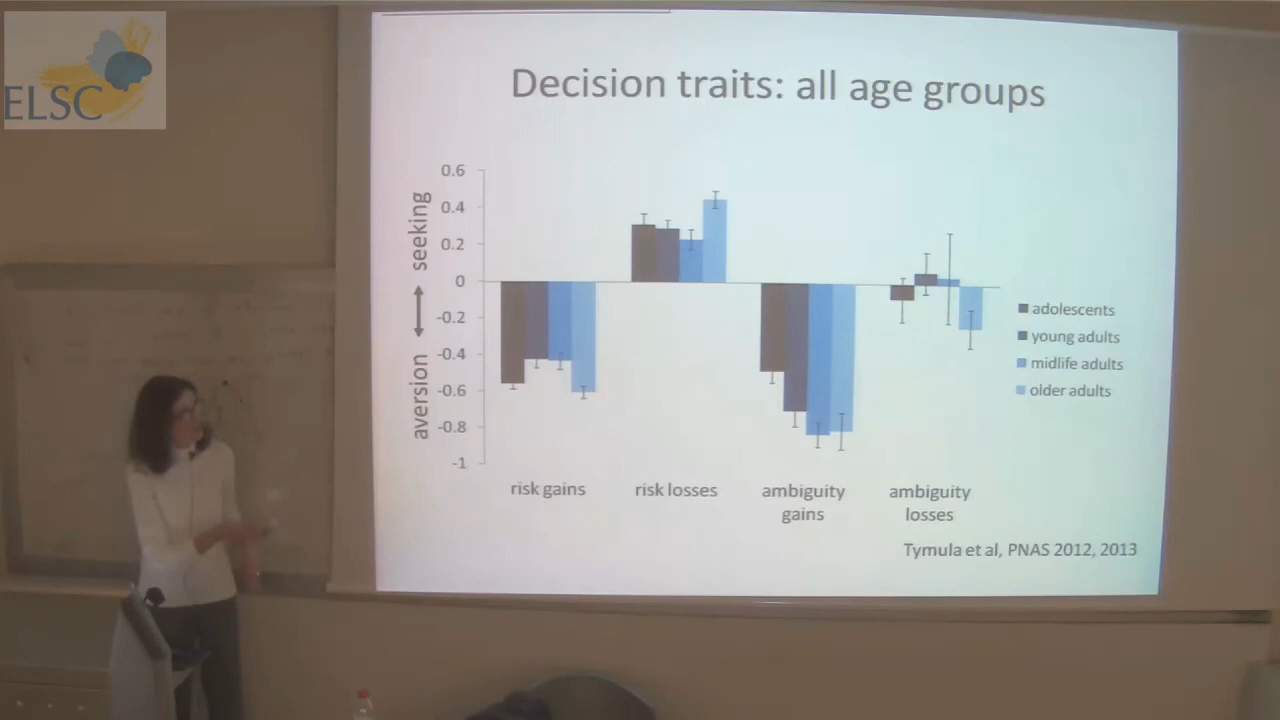 ELSC
Decision traits: all age groups
0.6
0.4
0.2
0
-0.2
-0.4
-0.6
-0.8
-1
aversion ↔ seeking
risk gains
risk losses
ambiguity
gains
ambiguity
losses
adolescents
young adults
midlife adults
older adults
Tymula et al, PNAS 2012, 2013